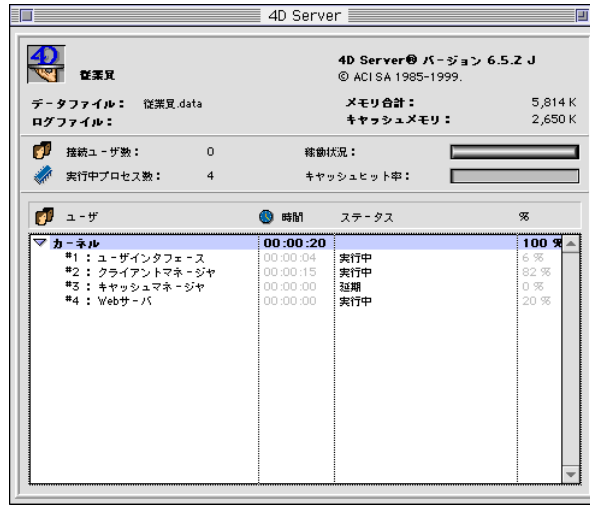 4D Server
4D
従業員
4D Server® バージョン 6.5.2 J
© ACI SA 1985-1999.
データファイル： 従業員.data
メモリ合計： 5,814 K
ログファイル：
キャッシュメモリ： 2,650 K
接続ユーザ数： 0
稼働状況：
実行中プロセス数： 4
キャッシュヒット率：
ユーザ 時間 ステータス %
カーネル 00:00:20 100 %
#1 : ユーザインタフェース 00:00:04 実行中 6 %
#2 : クライアントマネージャ 00:00:15 実行中 82 %
#3 : キャッシュマネージャ 00:00:00 延期 0 %
#4 : Webサーバ 00:00:00 実行中 20 %